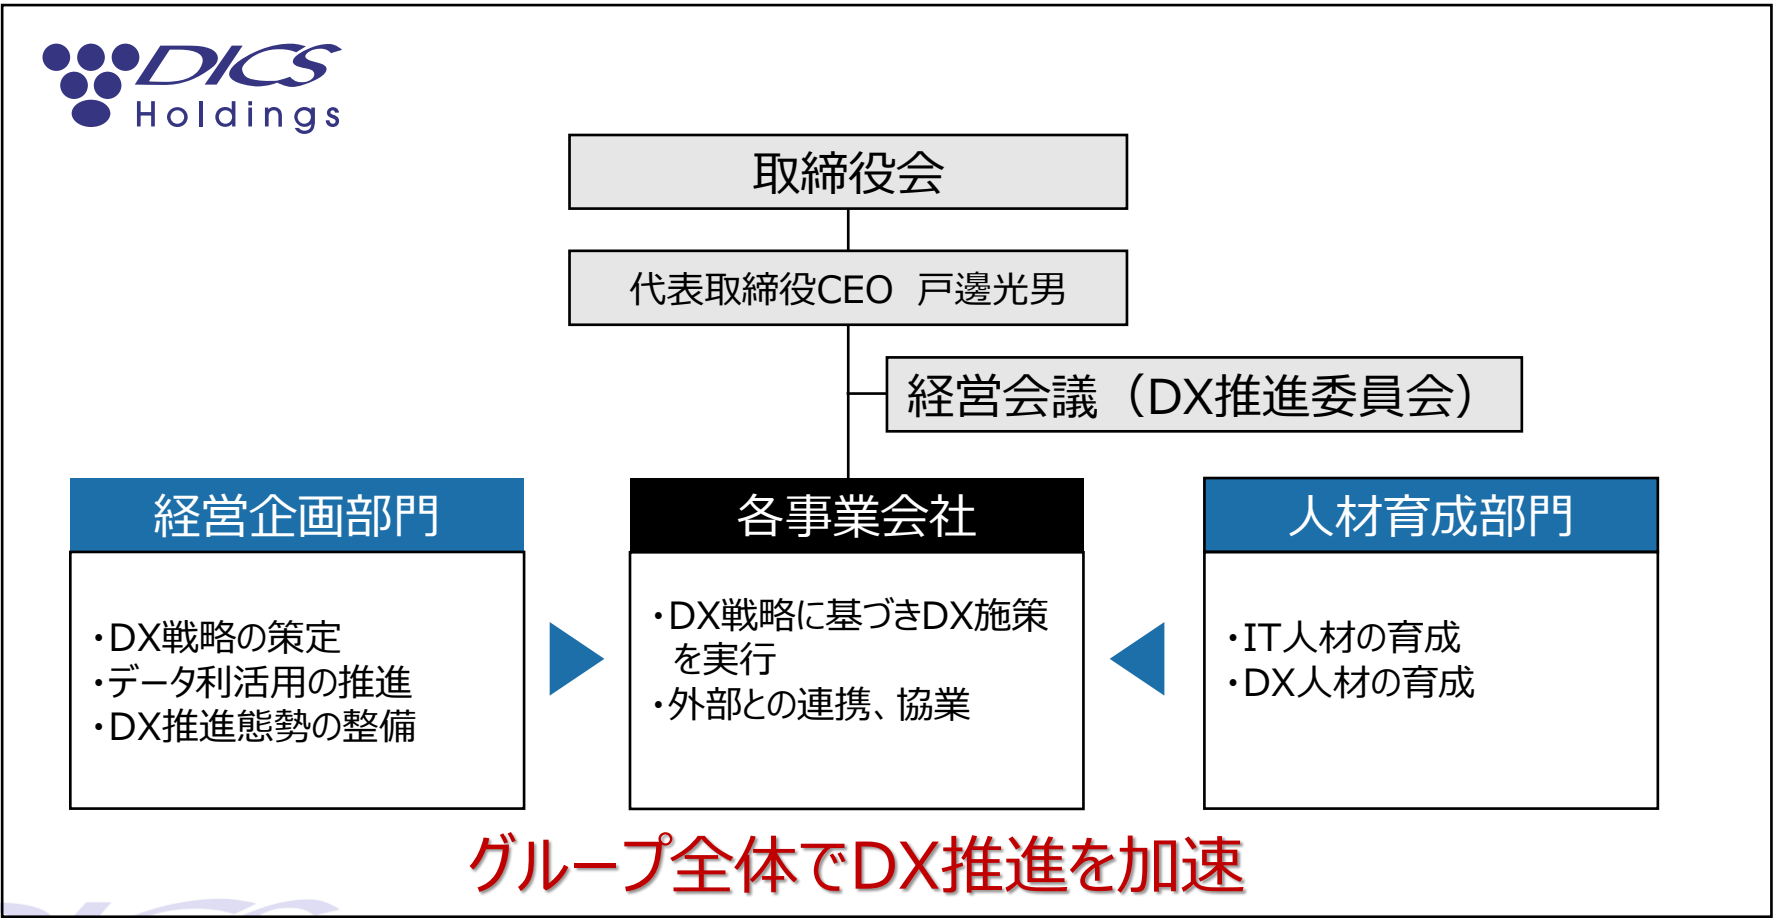 DICS
Holdings
取締役会
代表取締役CEO　戸邊光男
経営会議（DX推進委員会）
経営企画部門
・DX戦略の策定
・データ利活用の推進
・DX推進態勢の整備
各事業会社
・DX戦略に基づきDX施策
を実行
・外部との連携、協業
人材育成部門
・IT人材の育成
・DX人材の育成
グループ全体でDX推進を加速
DICS